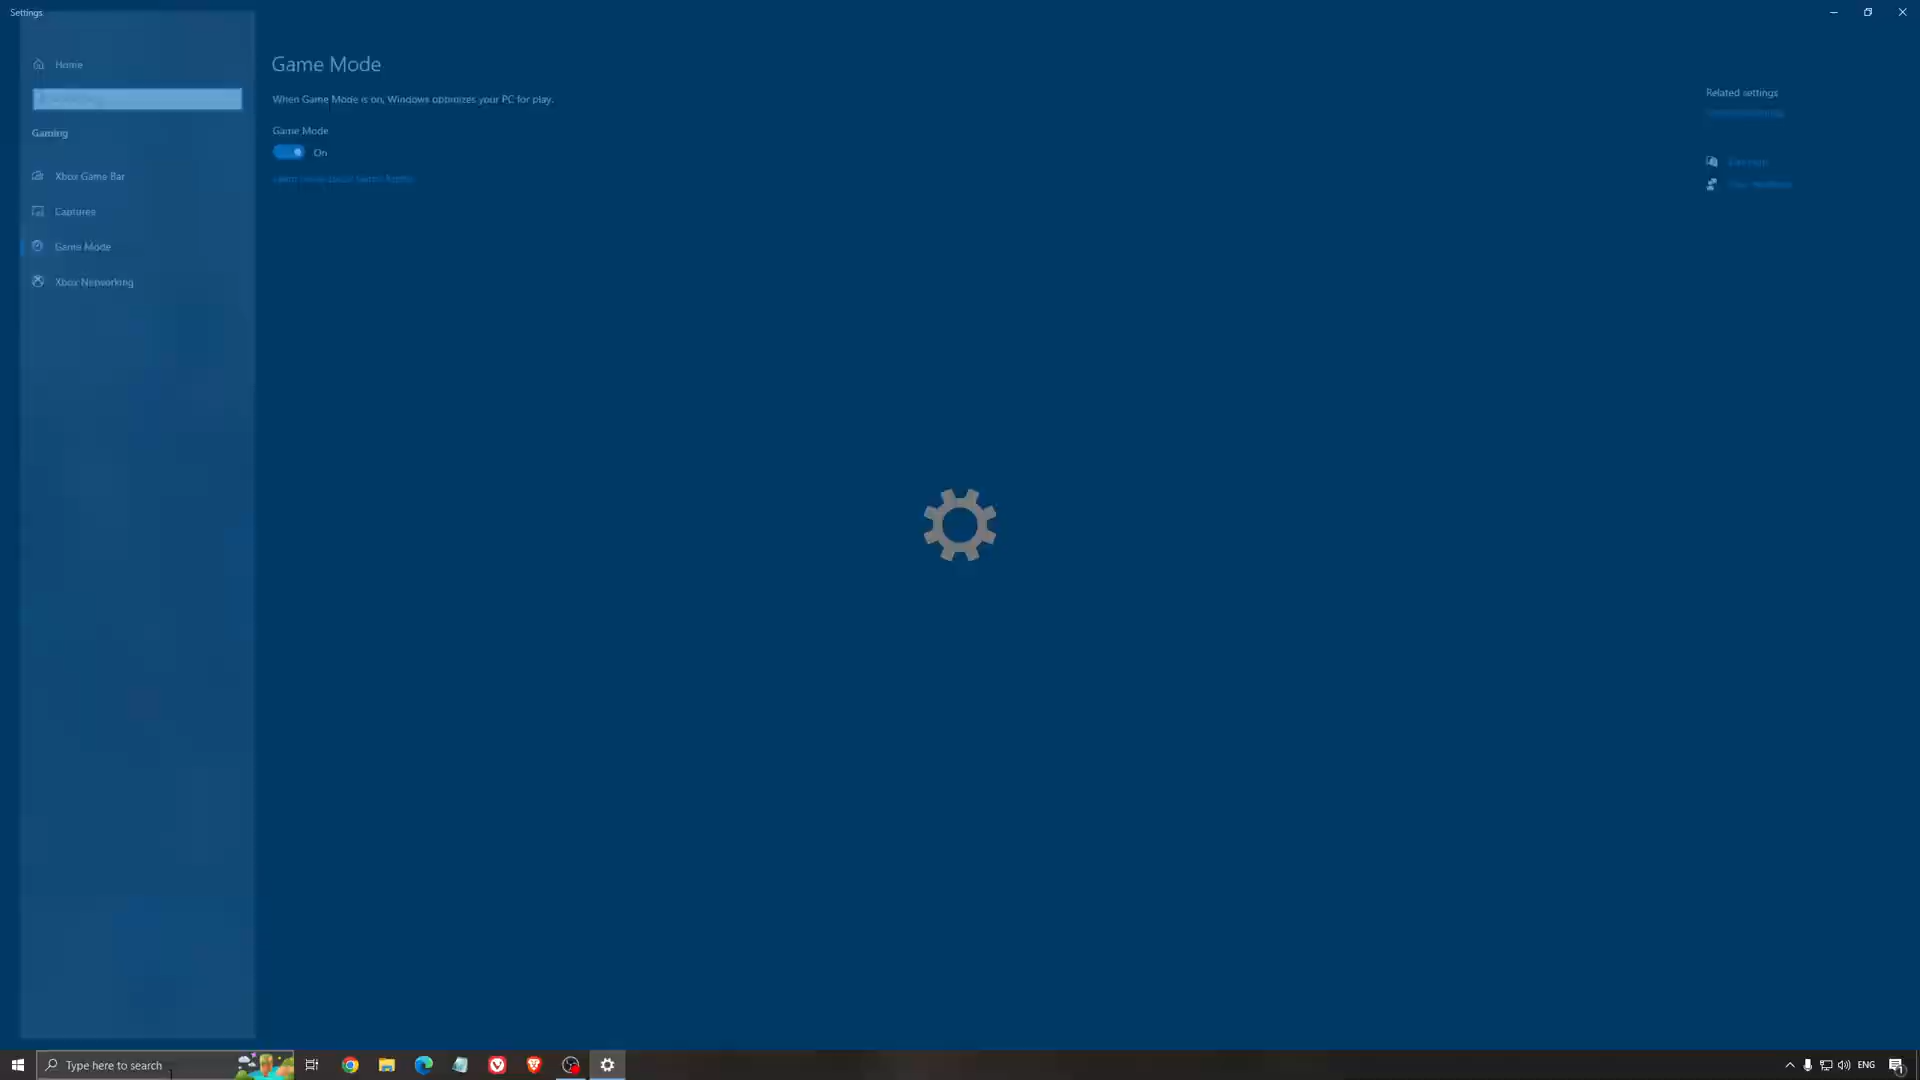 Settings
Home
Game Mode
When Game Mode is on, Windows optimizes your PC for play.
Related settings
Gaming
Game Mode
On
Xbox Game Bar
Captures
Game Mode
Xbox Networking
Type here to search
ENG
1